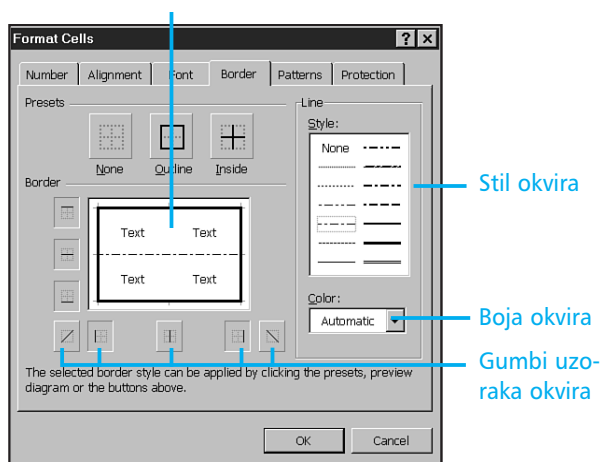 Format Cells
Number Alignment Font Border Patterns Protection
Presets
None Outline Inside
Border
Text Text
Text Text
Line
Style:
None
Color:
Automatic
The selected border style can be applied by clicking the presets, preview
diagram or the buttons above.
OK Cancel
Stil okvira
Boja okvira
Gumbi uzo-
raka okvira